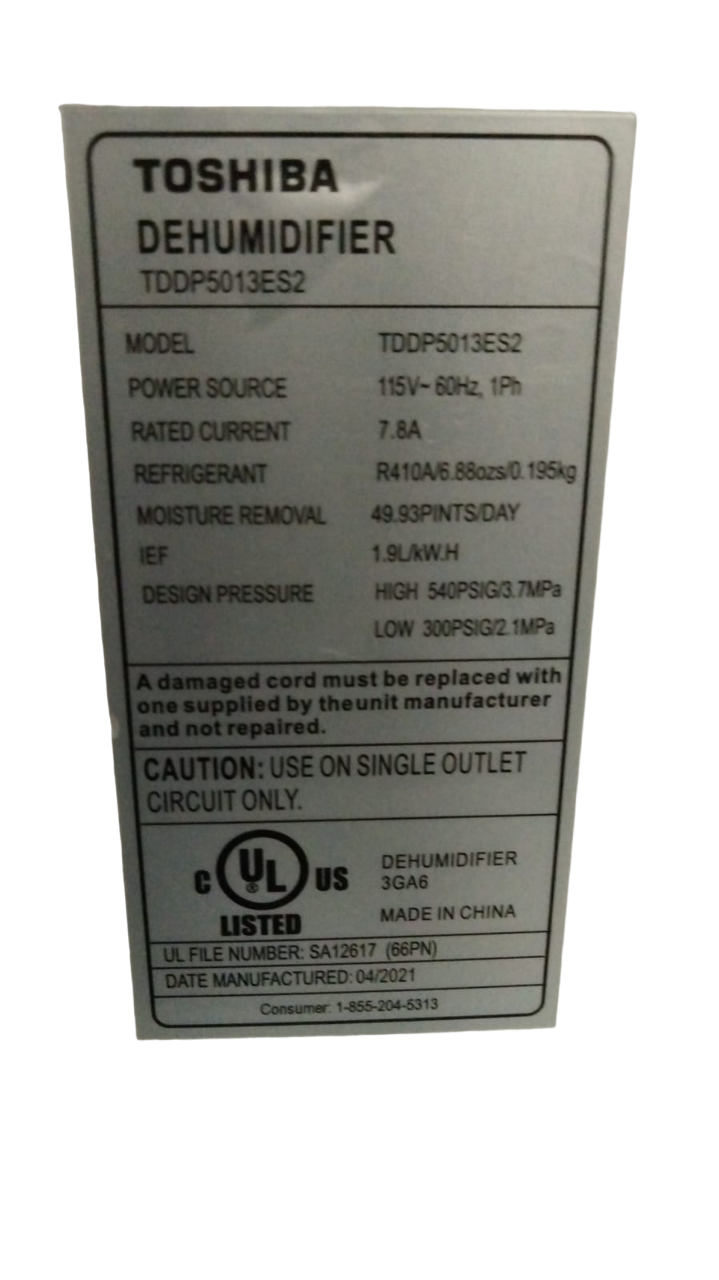 TOSHIBA
DEHUMIDIFIER
TDDP5013ES2
MODEL TDDP5013ES2
POWER SOURCE 115V~ 60Hz, 1Ph
RATED CURRENT 7.8A
REFRIGERANT R410A/6.88ozs/0.195kg
MOISTURE REMOVAL 49.93PINTS/DAY
IEF 1.9L/kW.H
DESIGN PRESSURE HIGH 540PSIG/3.7MPa
LOW 300PSIG/2.1MPa
A damaged cord must be replaced with
one supplied by theunit manufacturer
and not repaired.
CAUTION: USE ON SINGLE OUTLET
CIRCUIT ONLY.
C UL ® US
LISTED
DEHUMIDIFIER
3GA6
MADE IN CHINA
UL FILE NUMBER: SA12617 (66PN)
DATE MANUFACTURED: 04/2021
Consumer: 1-855-204-5313